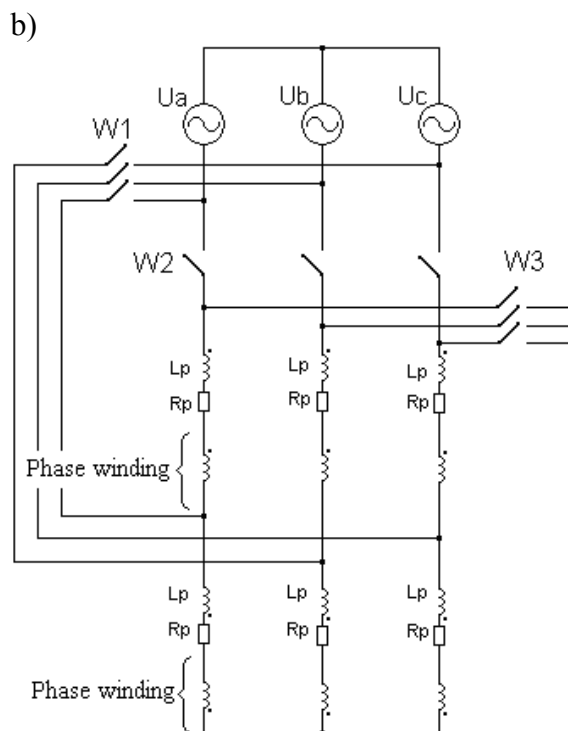 b)
Ua Ub Uc
W1
W2 W3
Lp Lp Lp
Rp Rp Rp
Phase winding
Lp Lp Lp
Rp Rp Rp
Phase winding